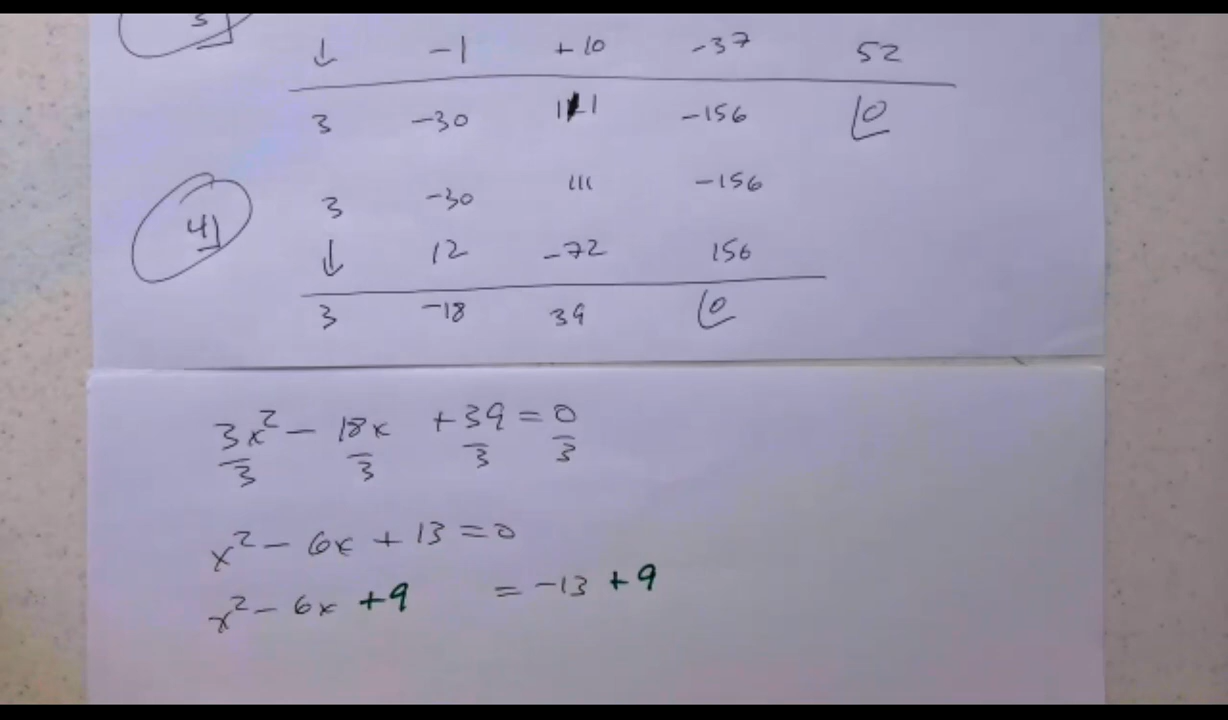 ↓ -1 +10 -37 52
3 -30 111 -156 0
3 -30 111 -156
4 ↓ 12 -72 156
3 -18 39 0
3x² - 18x + 39 = 0
3 3 3 3
x² - 6x + 13 = 0
x² - 6x + 9 = -13 + 9